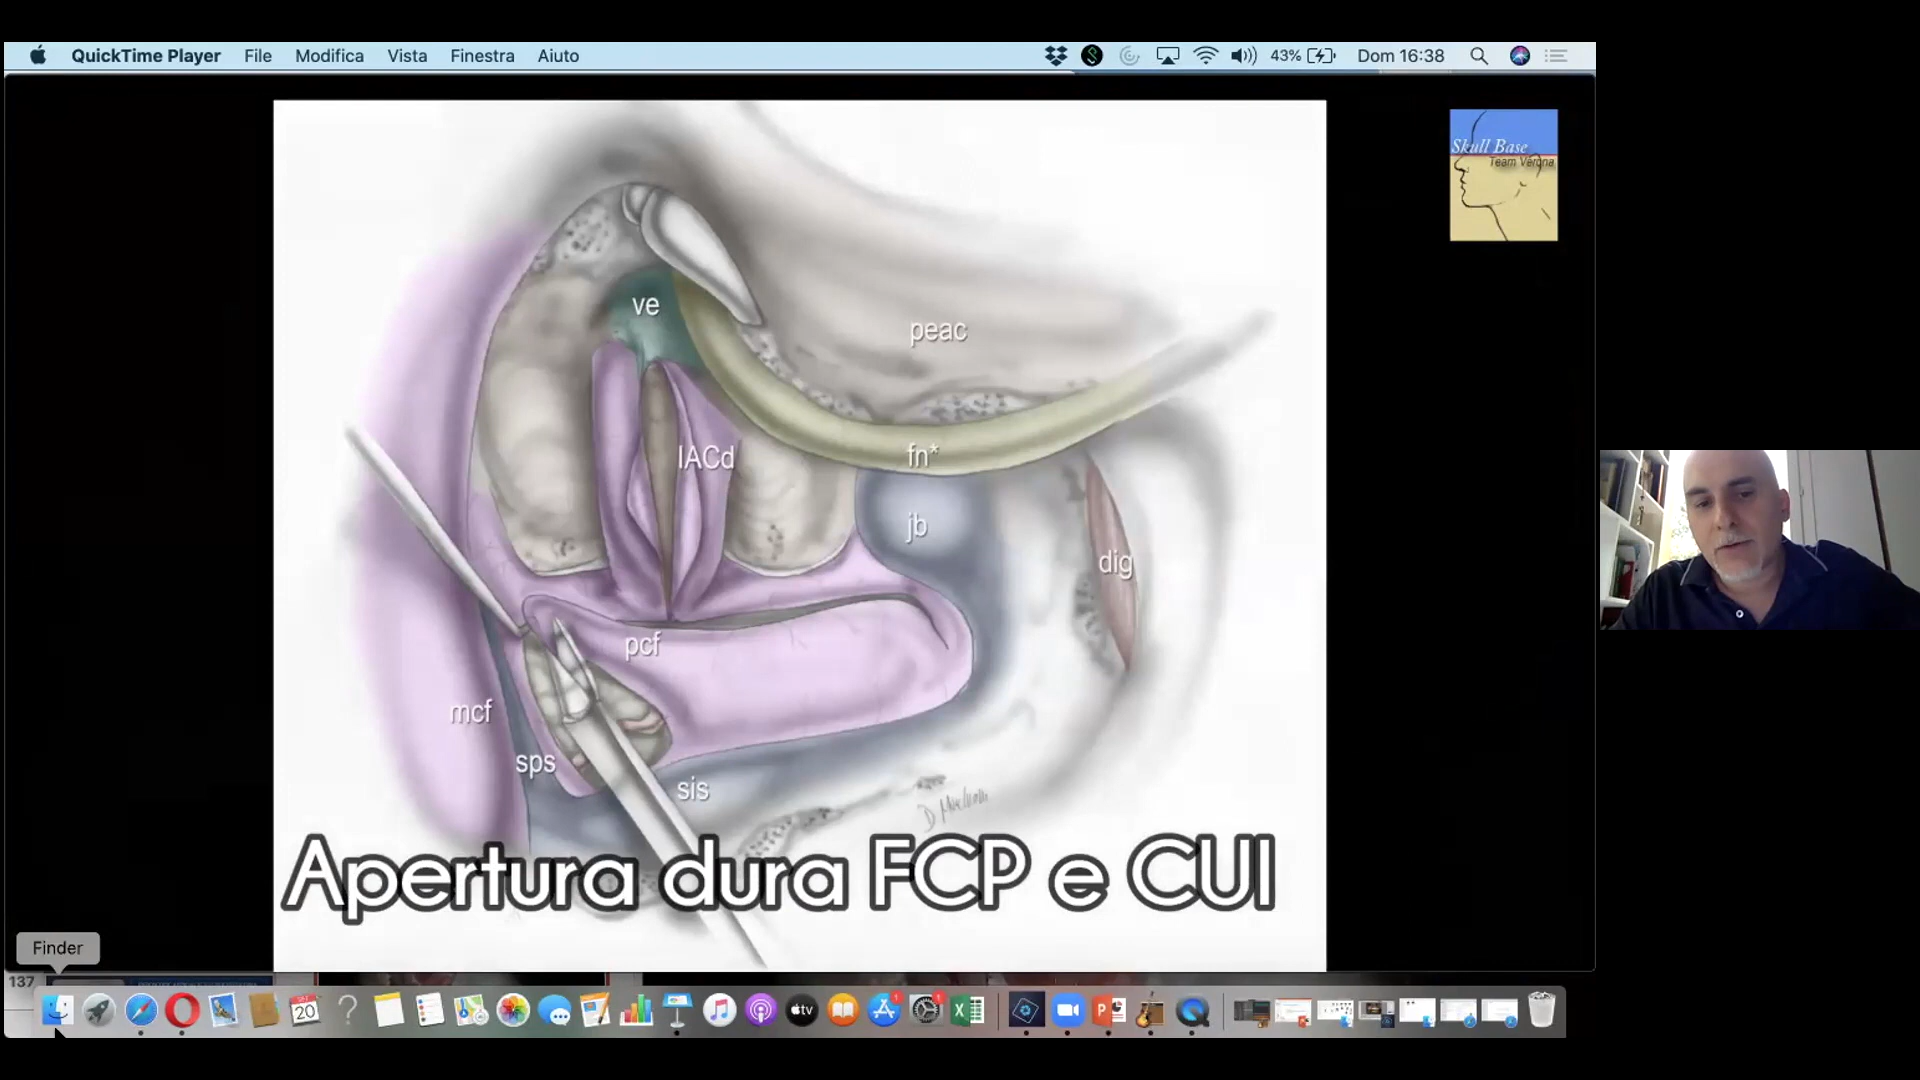 QuickTime Player File Modifica Vista Finestra Aiuto 43% Dom 16:38
Skull Base
Team Verona
ve
peac
IACd
fn*
jb
dig
pcf
mcf
sps
sis
Apertura dura FCP e CUI
Finder
137
20
tv